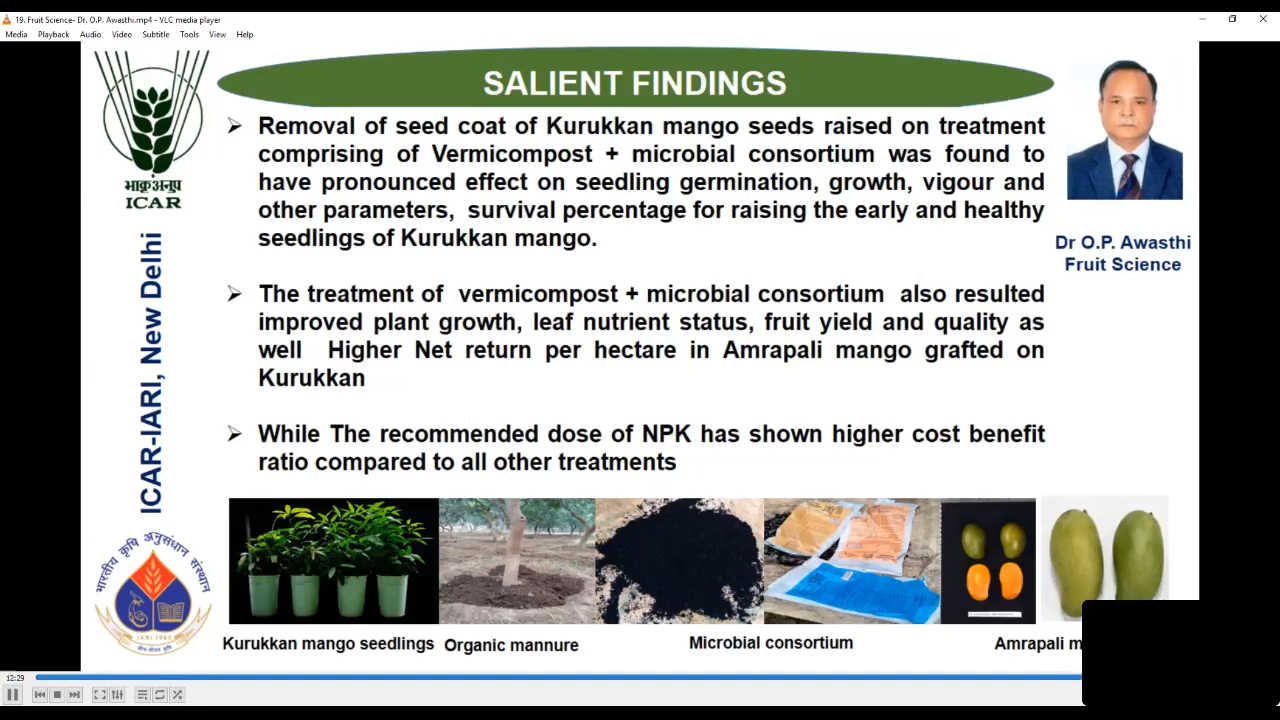 19. Fruit Science- Dr. O.P. Awasthi.mp4 - VLC media player
Media Playback Audio Video Subtitle Tools View Help
SALIENT FINDINGS
भाकृअनुप
ICAR
ICAR-IARI, New Delhi
भारतीय कृषि अनुसंधान संस्थान
Removal of seed coat of Kurukkan mango seeds raised on treatment
comprising of Vermicompost + microbial consortium was found to
have pronounced effect on seedling germination, growth, vigour and
other parameters, survival percentage for raising the early and healthy
seedlings of Kurukkan mango.
The treatment of vermicompost + microbial consortium also resulted
improved plant growth, leaf nutrient status, fruit yield and quality as
well Higher Net return per hectare in Amrapali mango grafted on
Kurukkan
While The recommended dose of NPK has shown higher cost benefit
ratio compared to all other treatments
Dr O.P. Awasthi
Fruit Science
Kurukkan mango seedlings
Organic mannure
Microbial consortium
Amrapali m
12:29